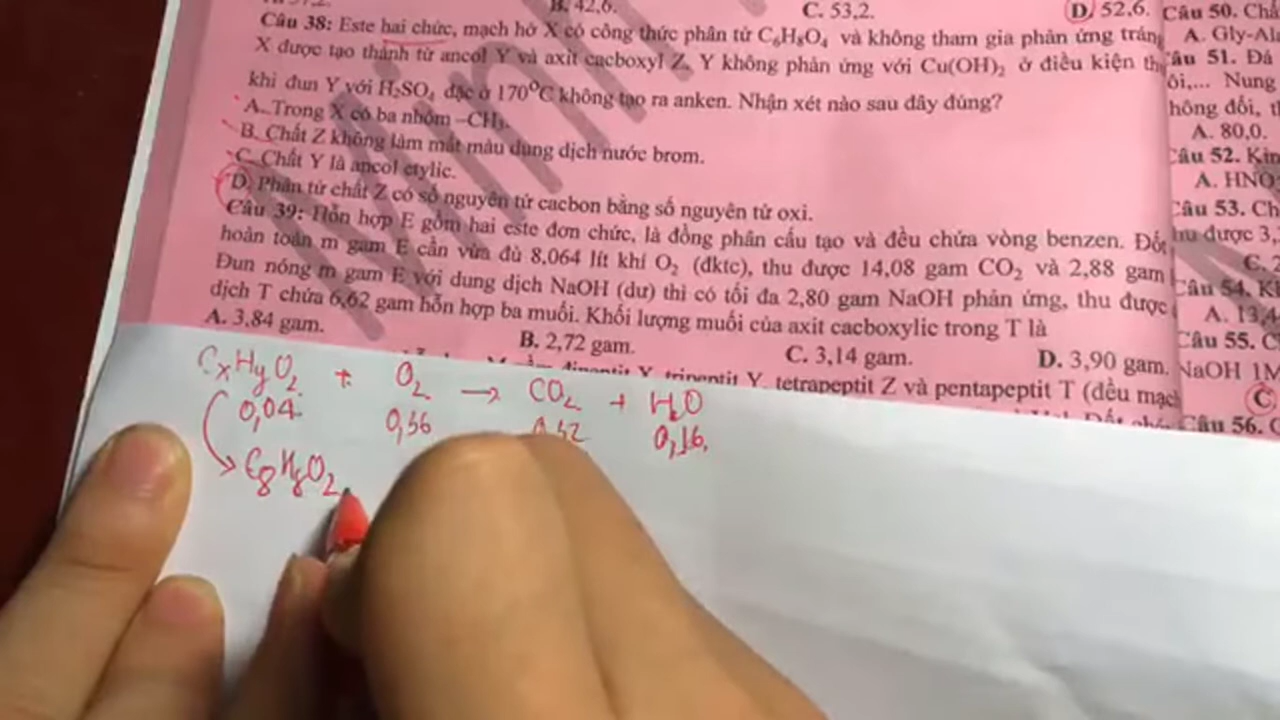 B. 42,6.
C. 53,2.
D. 52,6.
Câu 38: Este hai chức, mạch hở X có công thức phân tử C₆H₈O₄ và không tham gia phản ứng tráng
X được tạo thành từ ancol Y và axit cacboxyl Z. Y không phản ứng với Cu(OH)₂ ở điều kiện th
khi đun Y với H₂SO₄ đặc ở 170⁰C không tạo ra anken. Nhận xét nào sau đây đúng?
A. Trong X có ba nhóm –CH₃.
B. Chất Z không làm mất màu dung dịch nước brom.
C. Chất Y là ancol etylic.
D. Phân tử chất Z có số nguyên tử cacbon bằng số nguyên tử oxi.
Câu 39: Hỗn hợp E gồm hai este đơn chức, là đồng phân cấu tạo và đều chứa vòng benzen. Đốt
hoàn toàn m gam E cần vừa đủ 8,064 lít khí O₂ (đktc), thu được 14,08 gam CO₂ và 2,88 gam
Đun nóng m gam E với dung dịch NaOH (dư) thì có tối đa 2,80 gam NaOH phản ứng, thu được
dịch T chứa 6,62 gam hỗn hợp ba muối. Khối lượng muối của axit cacboxylic trong T là
A. 3,84 gam.
B. 2,72 gam.
C. 3,14 gam.
D. 3,90 gam.
Y, tripeptit Y, tetrapeptit Z và pentapeptit T (đều mạch
CxHyO₂ + O₂ → CO₂ + H₂O
0,04 0,36 0,32 0,16
C₈H₈O₂
Câu 50. Chấ
A. Gly-Ala
Câu 51. Đá
ôi,... Nung
hông đổi, t
A. 80,0.
Câu 52. Kin
A. HNO
Câu 53. Ch
hu được 3,
C. 2
Câu 54. K
A. 13,4
Câu 55. C
NaOH 1M
C
Câu 56.